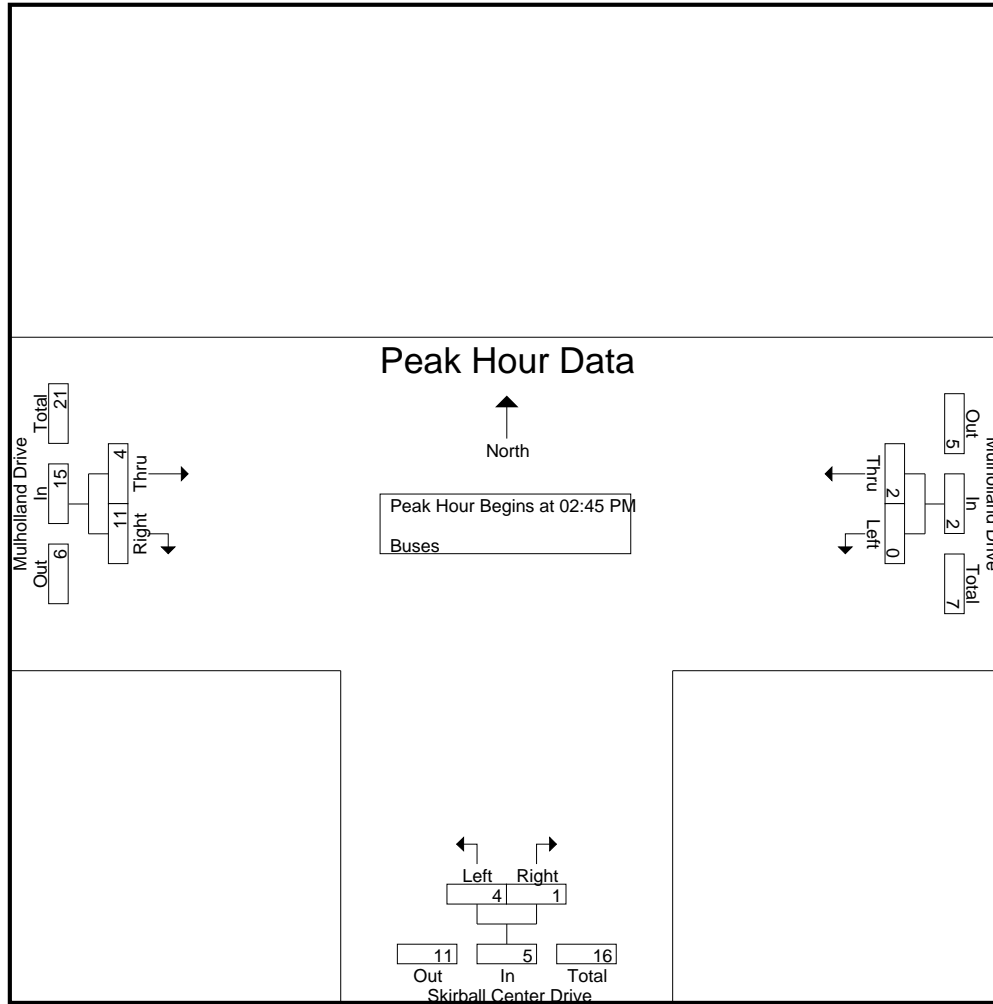 Peak Hour Data
North
Peak Hour Begins at 02:45 PM
Buses
Mulholland Drive
Total
21
In
15
Out
6
4
Thru
11
Right
Mulholland Drive
Out
5
In
2
Total
7
Thru
2
Left
0
Left Right
4 1
11 5 16
Out In Total
Skirball Center Drive